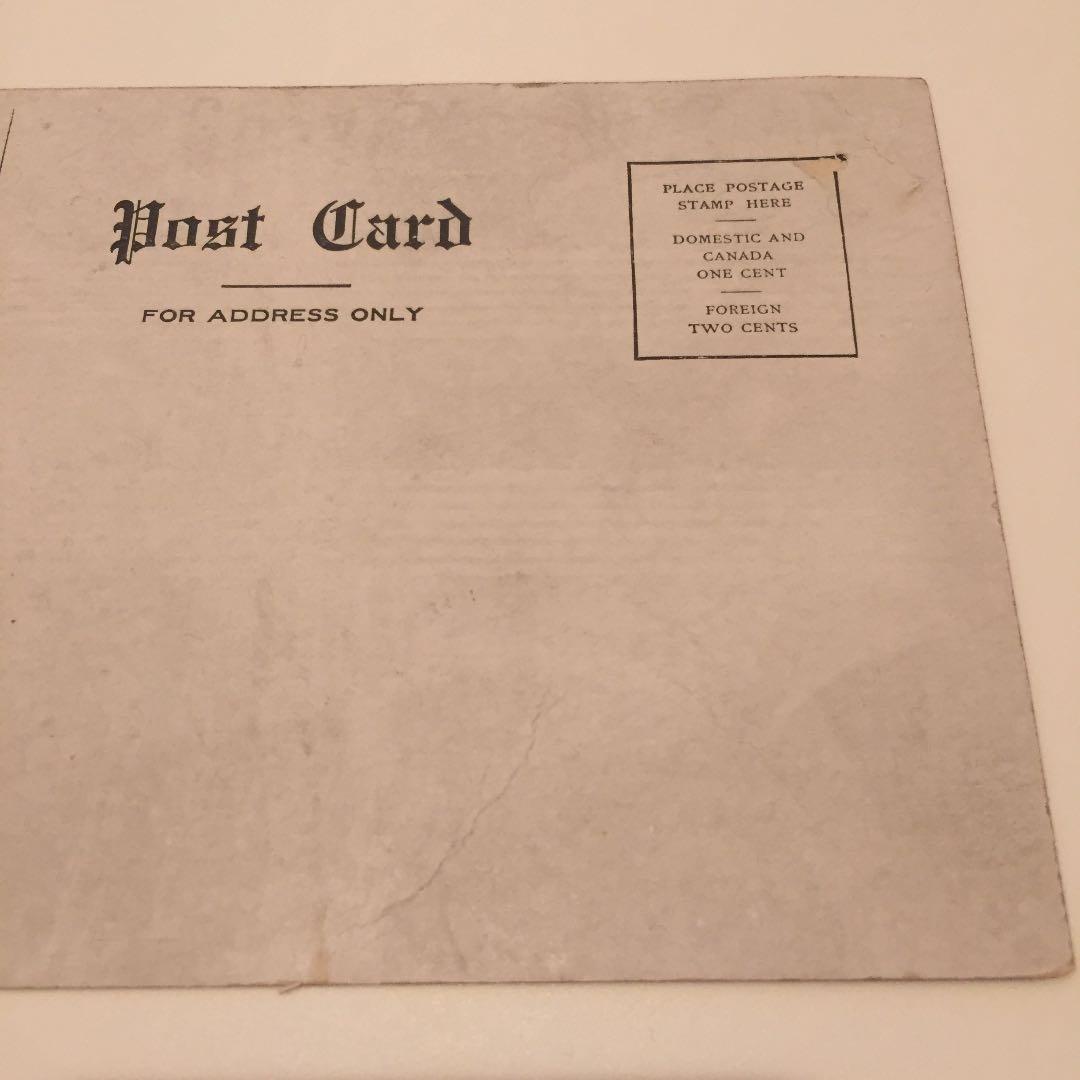 Post Card
FOR ADDRESS ONLY
PLACE POSTAGE
STAMP HERE
DOMESTIC AND
CANADA
ONE CENT
FOREIGN
TWO CENTS